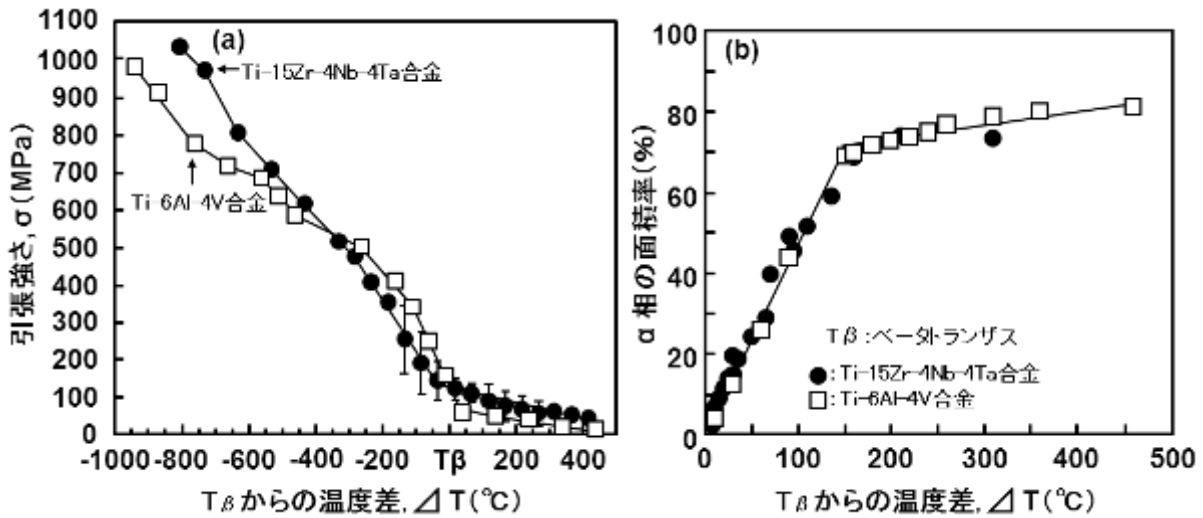 (a)
1100
1000
900
800
700
600
500
400
300
200
100
0
引張強さ, σ(MPa)
Ti-15Zr-4Nb-4Ta合金
Ti-6Al-4V合金
-1000 -800 -600 -400 -200 Tβ 200 400
Tβからの温度差, ⊿T(℃)
(b)
100
80
60
40
20
0
α相の面積率(%)
Tβ:ベータトランザス
●: Ti-15Zr-4Nb-4Ta合金
□: Ti-6Al-4V合金
0 100 200 300 400 500
Tβからの温度差, ⊿T(℃)